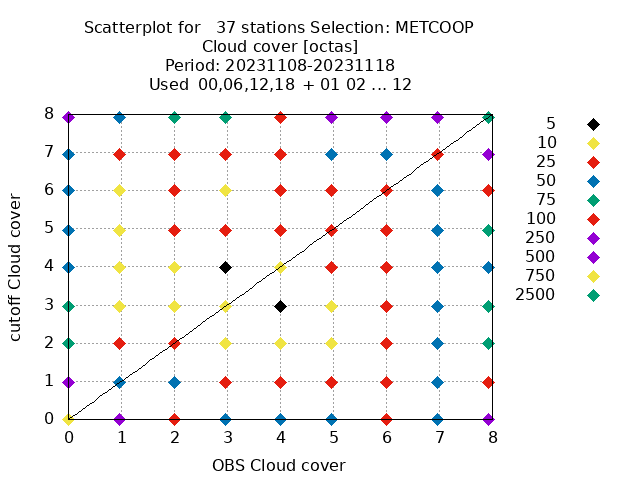 Scatterplot for   37 stations Selection: METCOOP
Cloud cover [octas]
Period: 20231108-20231118
Used  00,06,12,18 + 01 02 ... 12
8
7
6
5
4
3
2
1
0
cutoff Cloud cover
0 1 2 3 4 5 6 7 8
OBS Cloud cover
5
10
25
50
75
100
250
500
750
2500